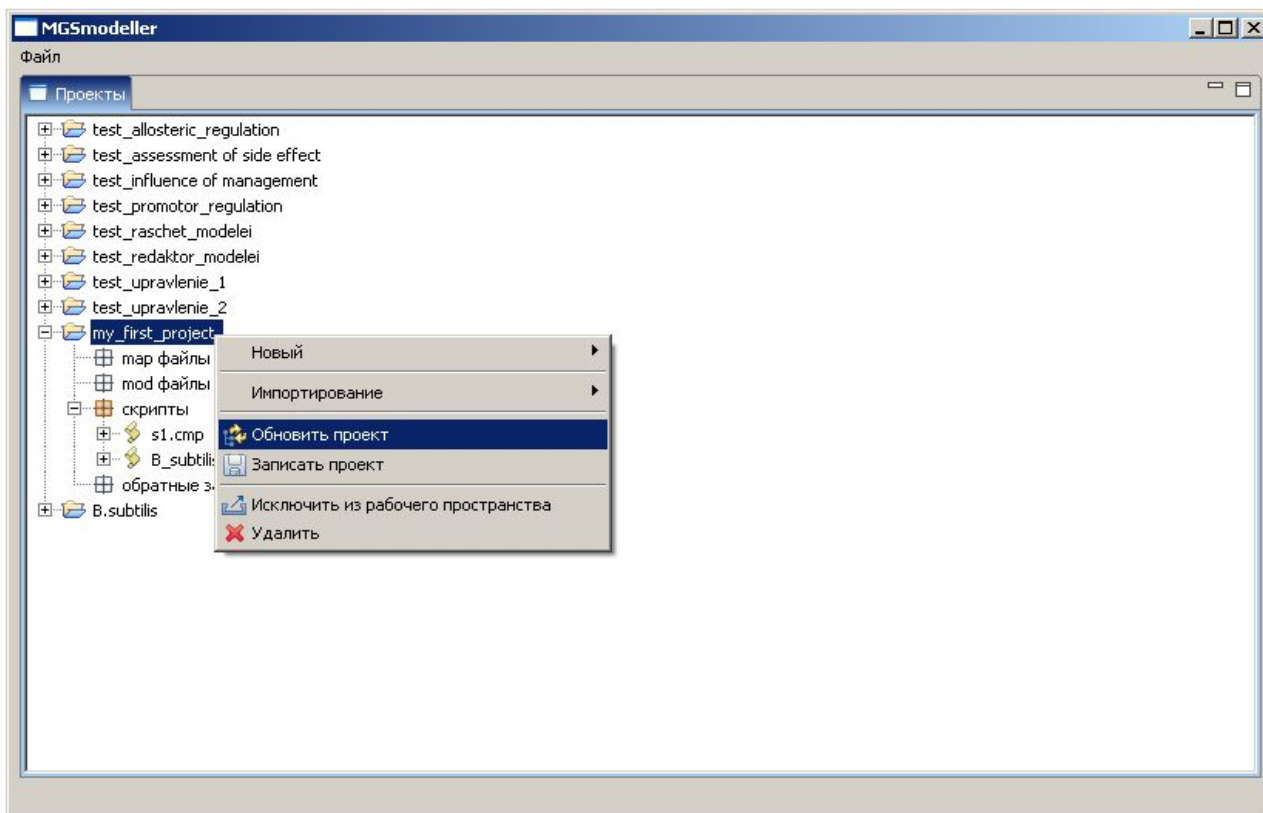 MGSmodeller
Файл
Проекты
test_allosteric_regulation
test_assessment of side effect
test_influence of management
test_promotor_regulation
test_raschet_modelei
test_redaktor_modelei
test_upravlenie_1
test_upravlenie_2
my_first_project
map файлы
mod файлы
скрипты
s1.cmp
B_subtilis
обратные
B.subtilis
Новый
Импортирование
Обновить проект
Записать проект
Исключить из рабочего пространства
Удалить